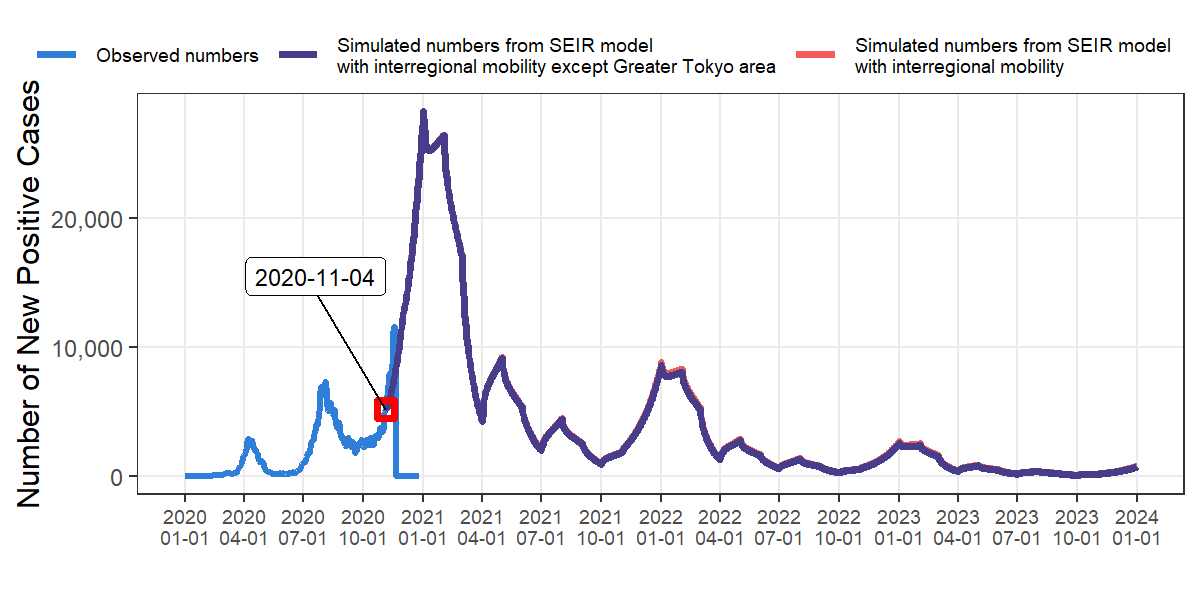 Observed numbers
Simulated numbers from SEIR model
with interregional mobility except Greater Tokyo area
Simulated numbers from SEIR model
with interregional mobility
Number of New Positive Cases
20,000
10,000
0
2020-11-04
2020 2020 2020 2020 2021 2021 2021 2021 2022 2022 2022 2022 2023 2023 2023 2023 2024
01-01 04-01 07-01 10-01 01-01 04-01 07-01 10-01 01-01 04-01 07-01 10-01 01-01 04-01 07-01 10-01 01-01